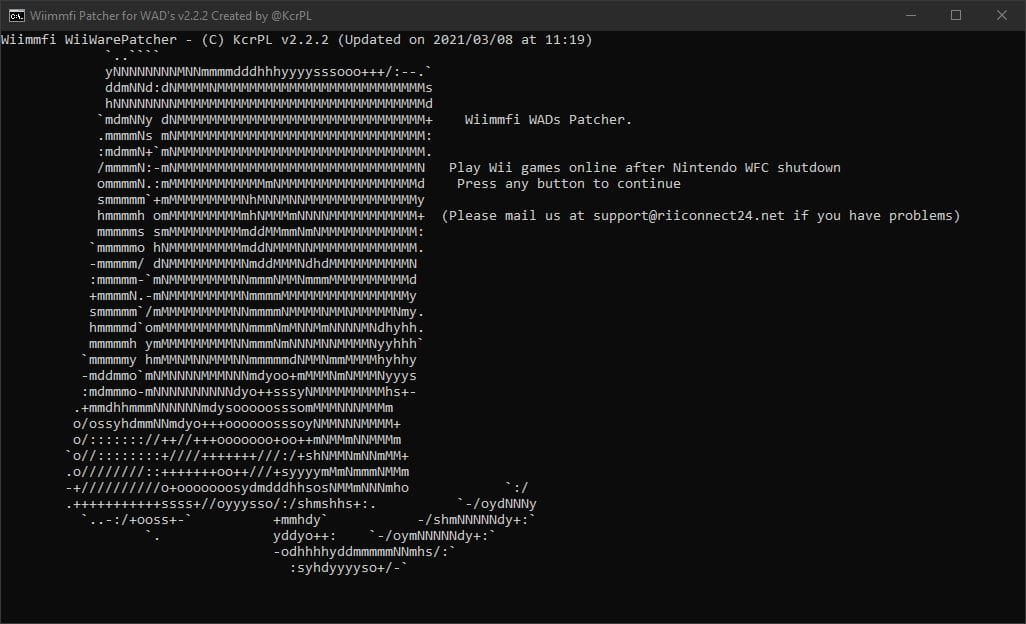 Wiimmfi Patcher for WAD's v2.2.2 Created by @KcrPL
Wiimmfi WiiWarePatcher - (C) KcrPL v2.2.2 (Updated on 2021/03/08 at 11:19)
Wiimmfi WADs Patcher.
Play Wii games online after Nintendo WFC shutdown
Press any button to continue
(Please mail us at support@riiconnect24.net if you have problems)